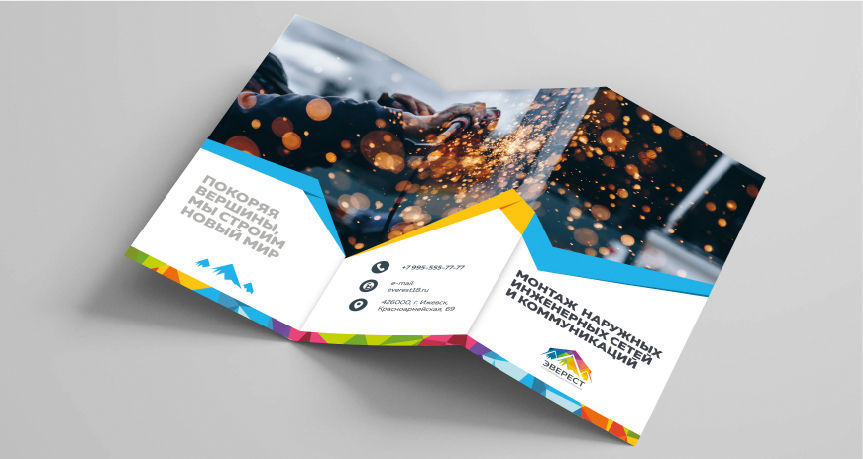 ПОКОРЯЯ
ВЕРШИНЫ,
МЫ СТРОИМ
НОВЫЙ МИР
+7 995-555-77-77
e-mail:
everest18.ru
426000, г. Ижевск,
Красноармейская, 69
МОНТАЖ НАРУЖНЫХ
ИНЖЕНЕРНЫХ СЕТЕЙ
И КОММУНИКАЦИЙ
ЭВЕРЕСТ